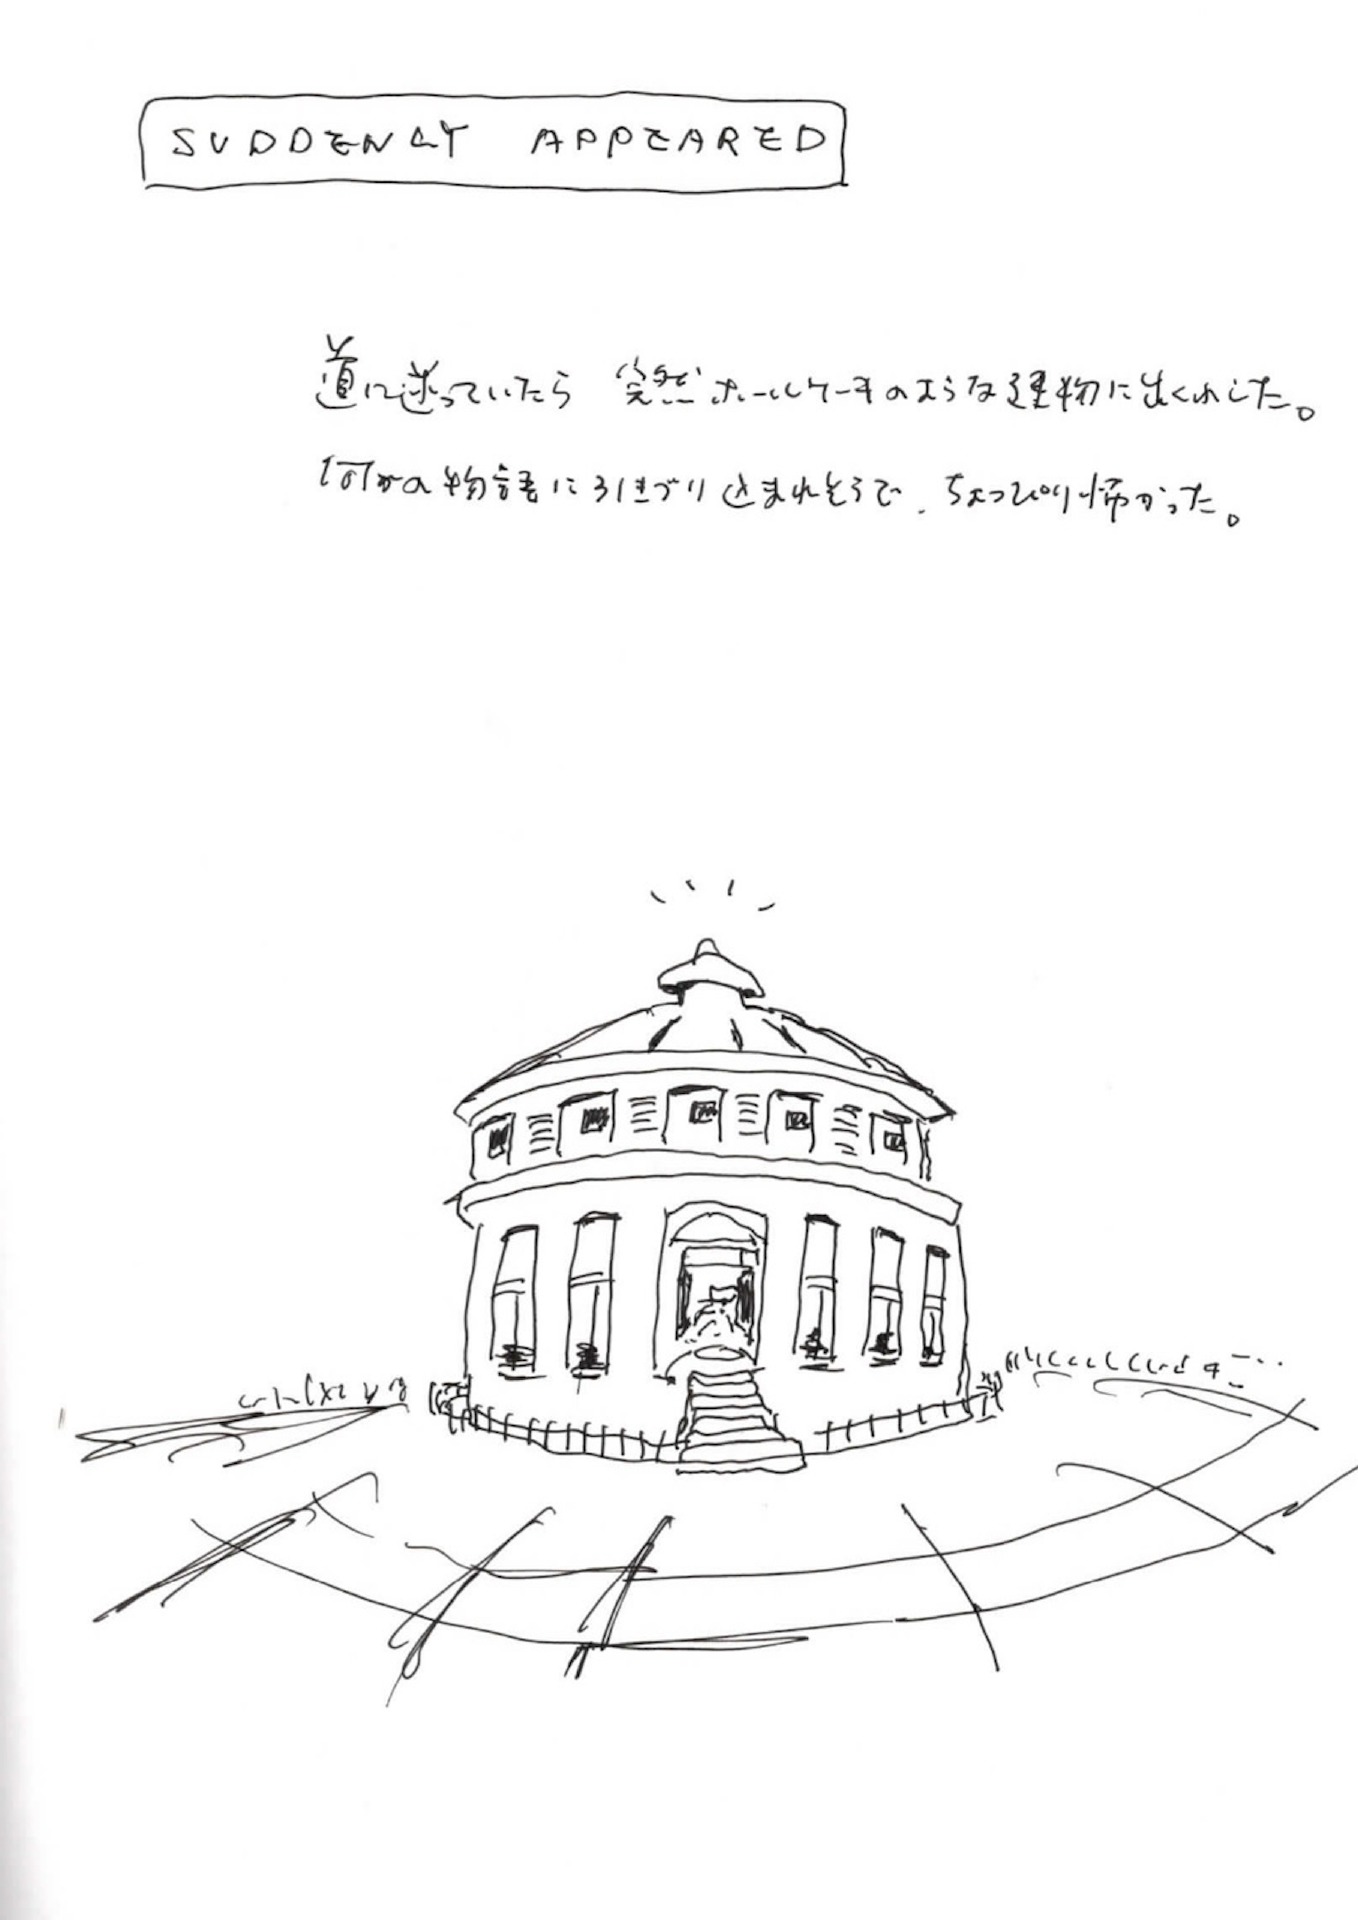 SUDDENLY APPEARED
道に迷っていたら 突然ホールケーキのような建物に出くわした。
何かの物語に引きづり込まれそうで、ちょっぴり怖かった。